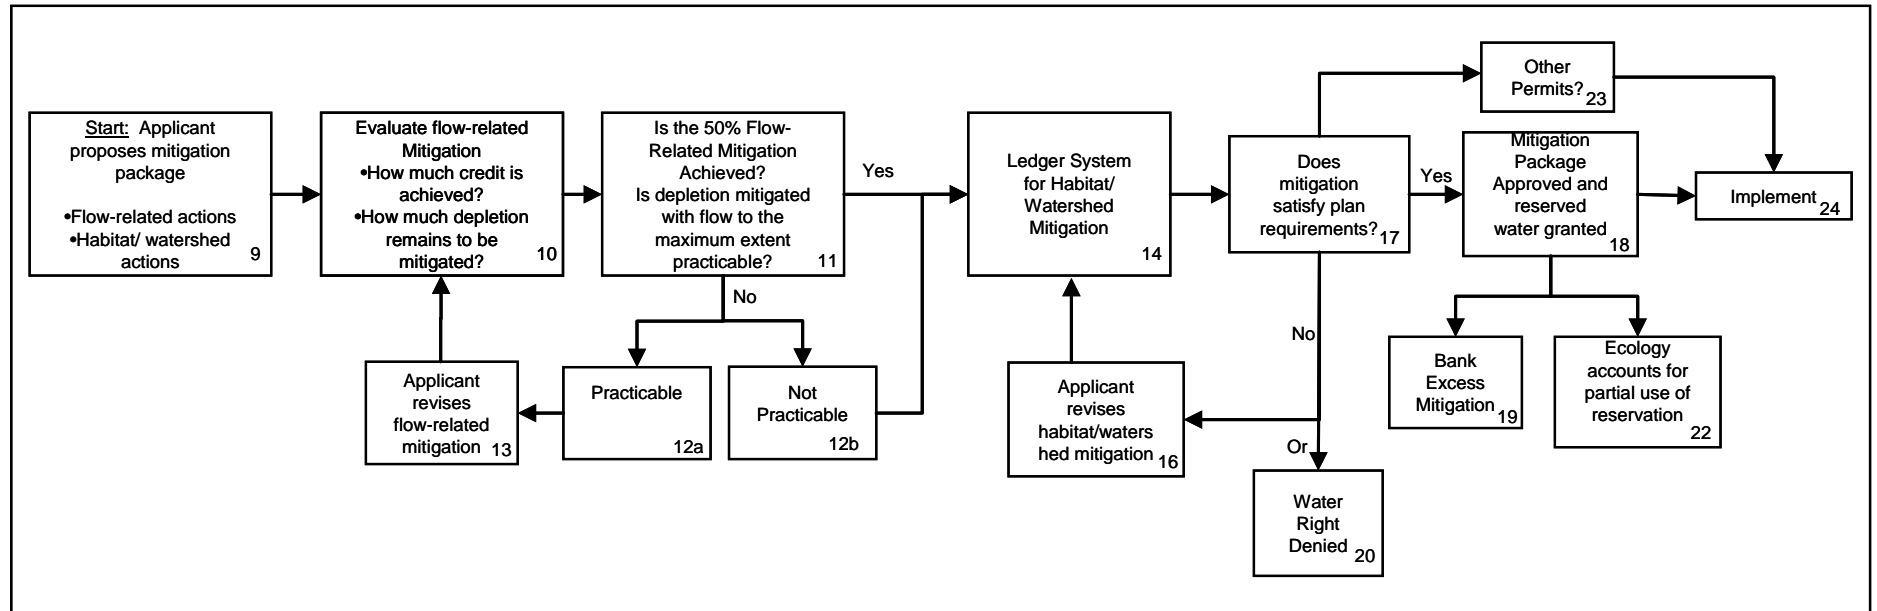 Start: Applicant
proposes mitigation
package
•Flow-related actions
•Habitat/ watershed
actions
9
Evaluate flow-related
Mitigation
•How much credit is
achieved?
•How much depletion
remains to be
mitigated?
10
Is the 50% Flow-
Related Mitigation
Achieved?
Is depletion mitigated
with flow to the
maximum extent
practicable?
11
Yes
No
Practicable
12a
Not
Practicable
12b
Applicant
revises
flow-related
mitigation
13
Ledger System
for Habitat/
Watershed
Mitigation
14
Applicant
revises
habitat/waters
hed mitigation
16
Does
mitigation
satisfy plan
requirements?
17
Yes
No
Or
Water
Right
Denied
20
Other
Permits?
23
Mitigation
Package
Approved and
reserved
water granted
18
Bank
Excess
Mitigation
19
Ecology
accounts for
partial use of
reservation
22
Implement
24